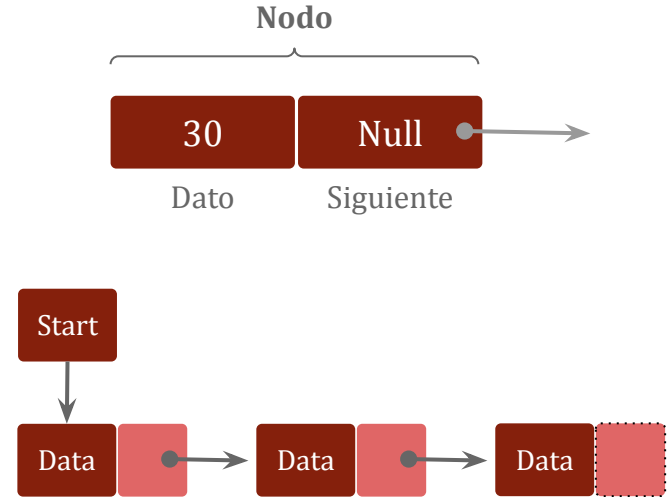 Nodo
30 Null
Dato Siguiente
Start
Data Data Data